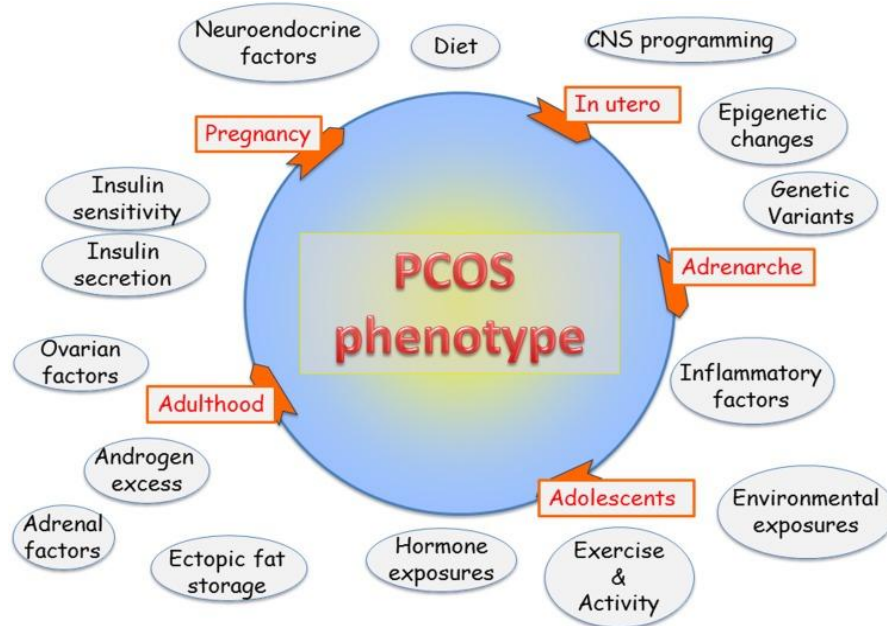 Neuroendocrine
factors
Diet
CNS programming
In utero
Epigenetic
changes
Pregnancy
Insulin
sensitivity
Genetic
Variants
Insulin
secretion
PCOS
phenotype
Adrenarche
Ovarian
factors
Inflammatory
factors
Adulthood
Androgen
excess
Adolescents
Environmental
exposures
Adrenal
factors
Ectopic fat
storage
Hormone
exposures
Exercise
&
Activity